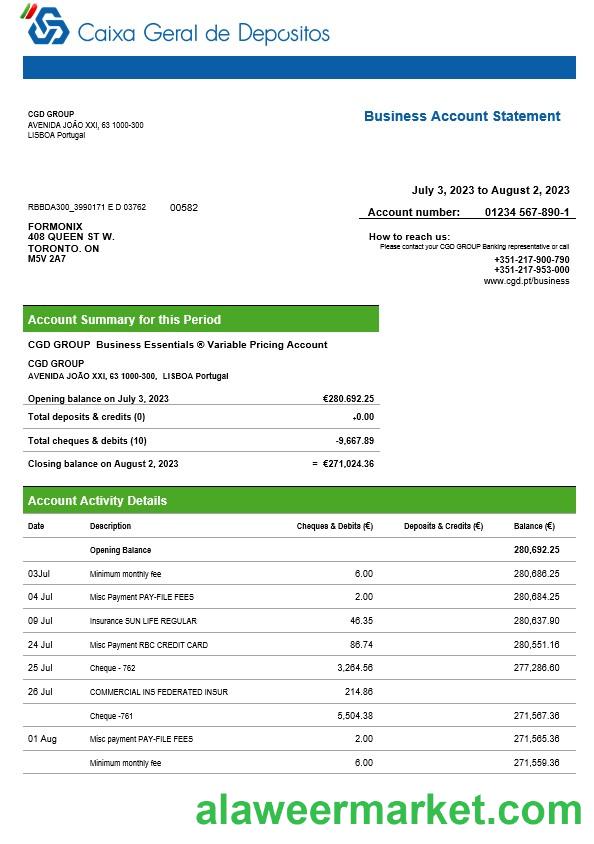 Caixa Geral de Depositos
CGD GROUP
AVENIDA JOÃO XXI, 63 1000-300
LISBOA Portugal
Business Account Statement
July 3, 2023 to August 2, 2023
RBBDA300_3990171 E D 03762 00582
Account number: 01234 567-890-1
FORMONIX
408 QUEEN ST W.
TORONTO. ON
M5V 2A7
How to reach us:
Please contact your CGD GROUP Banking representative or call
+351-217-900-790
+351-217-953-000
www.cgd.pt/business
Account Summary for this Period
CGD GROUP Business Essentials ® Variable Pricing Account
CGD GROUP
AVENIDA JOÃO XXI, 63 1000-300, LISBOA Portugal
Opening balance on July 3, 2023 €280.692.25
Total deposits & credits (0) +0.00
Total cheques & debits (10) -9,667.89
Closing balance on August 2, 2023 = €271,024.36
Account Activity Details
Date Description Cheques & Debits (€) Deposits & Credits (€) Balance (€)
Opening Balance 280,692.25
03Jul Minimum monthly fee 6.00 280,686.25
04 Jul Misc Payment PAY-FILE FEES 2.00 280,684.25
09 Jul Insurance SUN LIFE REGULAR 46.35 280,637.90
24 Jul Misc Payment RBC CREDIT CARD 86.74 280,551.16
25 Jul Cheque - 762 3,264.56 277,286.60
26 Jul COMMERCIAL INS FEDERATED INSUR 214.86
Cheque -761 5,504.38 271,567.36
01 Aug Misc payment PAY-FILE FEES 2.00 271,565.36
Minimum monthly fee 6.00 271,559.36
alaweermarket.com